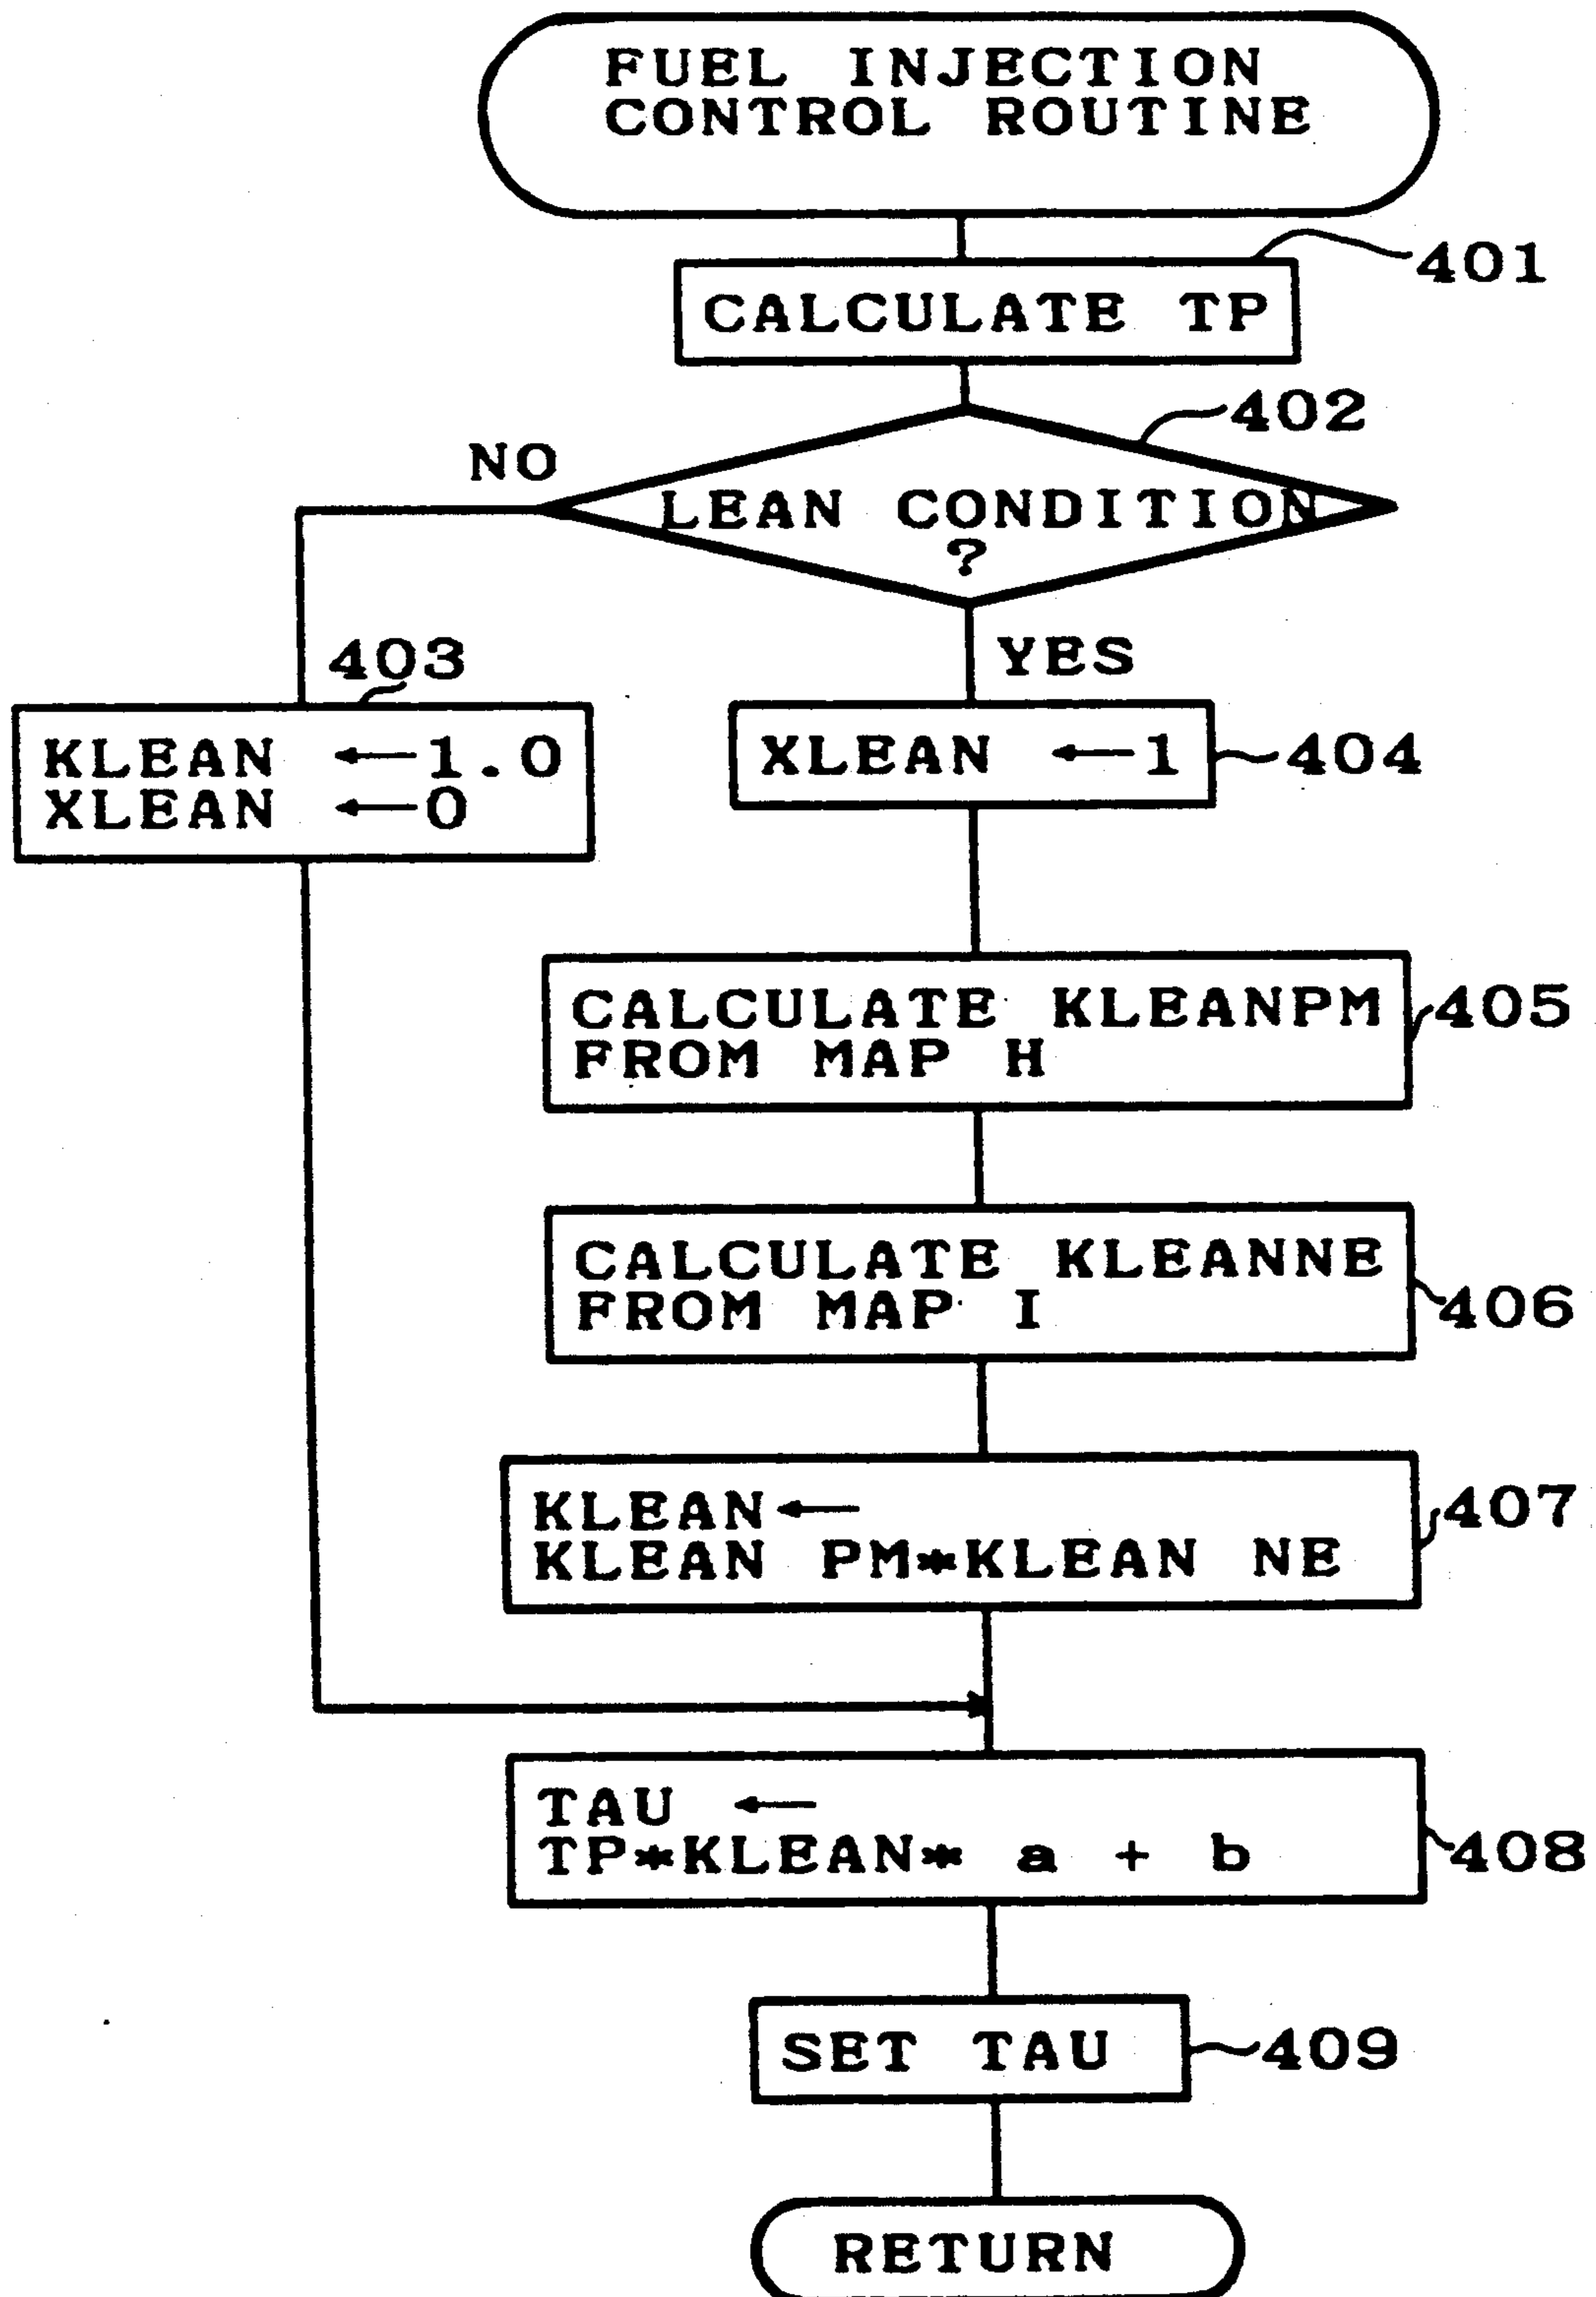 FUEL INJECTION
CONTROL ROUTINE
401
CALCULATE TP
402
NO
LEAN CONDITION
?
YES
403
KLEAN ←1.0
XLEAN ←0
XLEAN ←1
404
CALCULATE KLEANPM
FROM MAP H
405
CALCULATE KLEANNE
FROM MAP I
406
KLEAN←
KLEAN PM*KLEAN NE
407
TAU ←
TP*KLEAN* a + b
408
SET TAU
409
RETURN